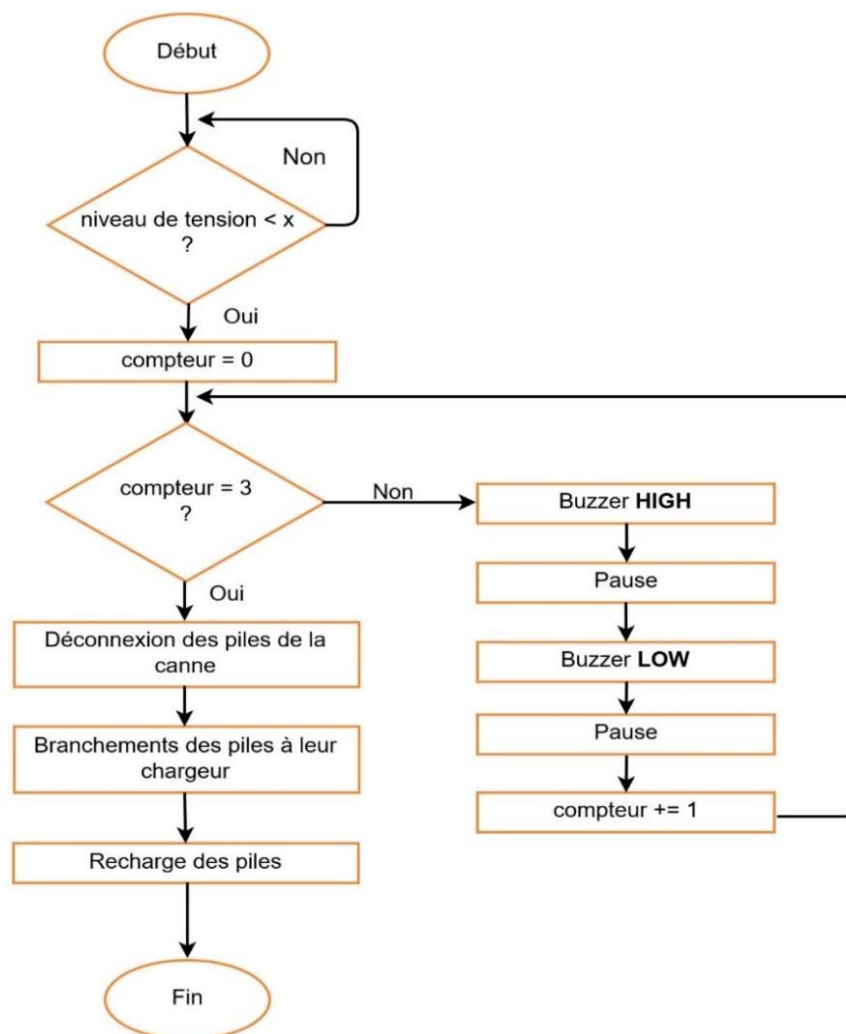 Début
Non
niveau de tension < x
?
Oui
compteur = 0
compteur = 3
?
Non
Buzzer HIGH
Pause
Buzzer LOW
Pause
compteur += 1
Oui
Déconnexion des piles de la
canne
Branchements des piles à leur
chargeur
Recharge des piles
Fin